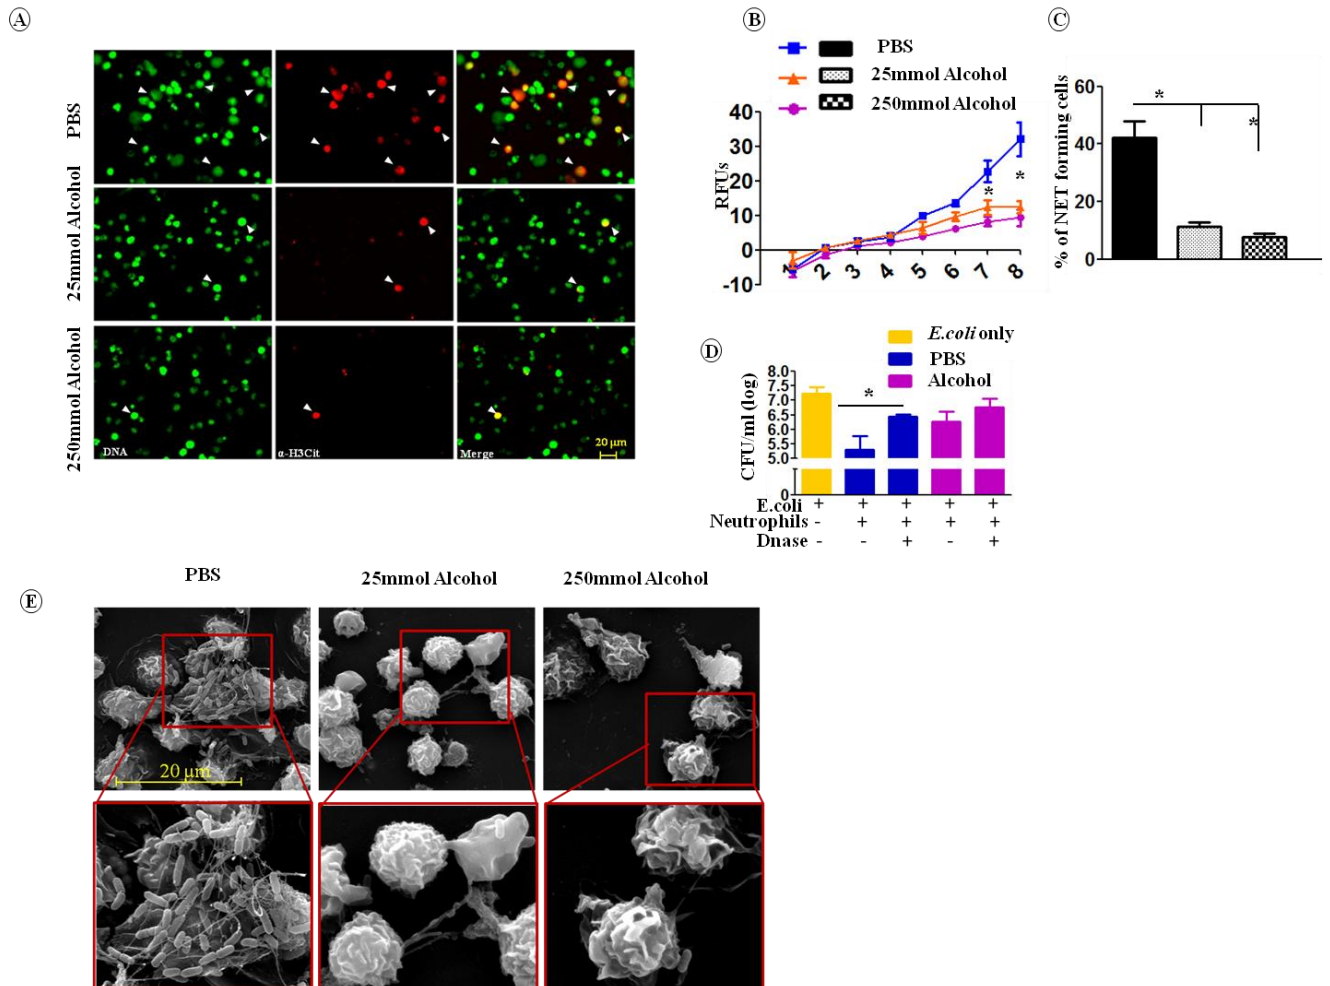 A
PBS
25mmol Alcohol
250mmol Alcohol
DNA
α-H3Cit
Merge
20 µm
B
PBS
25mmol Alcohol
250mmol Alcohol
RFUs
40
30
20
10
0
-10
1 2 3 4 5 6 7 8
*
*
C
% of NET forming cells
60
40
20
0
*
*
D
E.coli only
PBS
Alcohol
CFU/ml (log)
8.0
7.5
7.0
6.5
6.0
5.5
5.0
0
*
E.coli + + + + +
Neutrophils - + + + +
Dnase - - + - +
E
PBS
25mmol Alcohol
250mmol Alcohol
20 µm